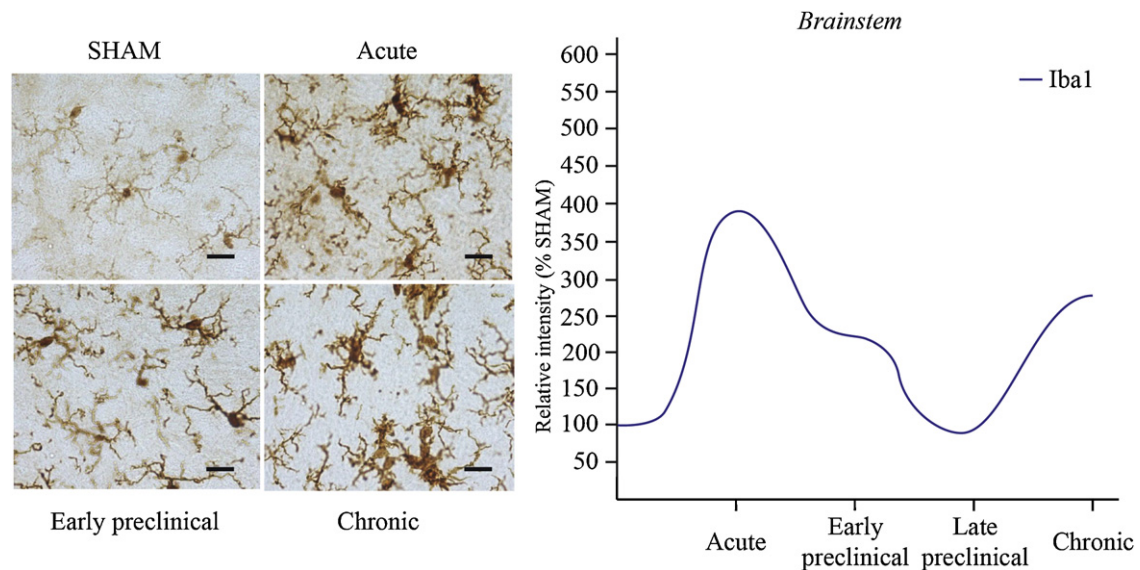 SHAM
Acute
Early preclinical
Chronic
Brainstem
Iba1
Relative intensity (% SHAM)
600
550
500
450
400
350
300
250
200
150
100
50
Acute
Early
preclinical
Late
preclinical
Chronic